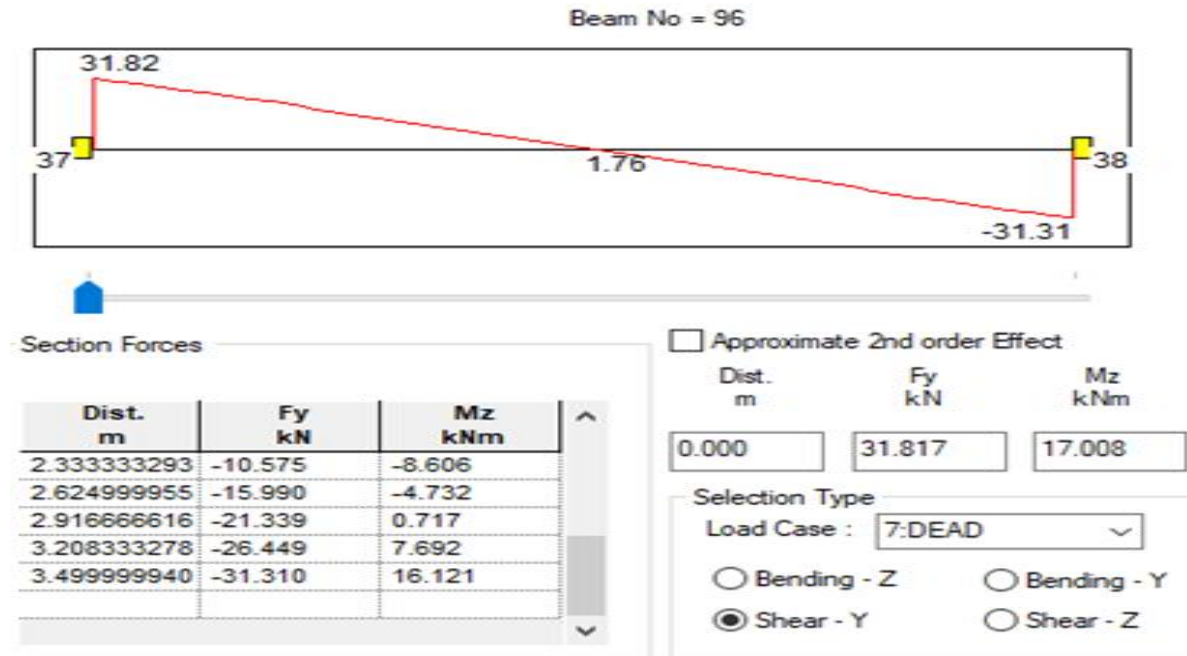 Beam No = 96
31.82
37
1.76
38
-31.31
Section Forces
Approximate 2nd order Effect
Dist. Fy Mz
m kN kNm
0.000 31.817 17.008
Dist. Fy Mz
m kN kNm
2.333333293 -10.575 -8.606
2.624999955 -15.990 -4.732
2.916666616 -21.339 0.717
3.208333278 -26.449 7.692
3.499999940 -31.310 16.121
Selection Type
Load Case : 7:DEAD
Bending - Z Bending - Y
Shear - Y Shear - Z